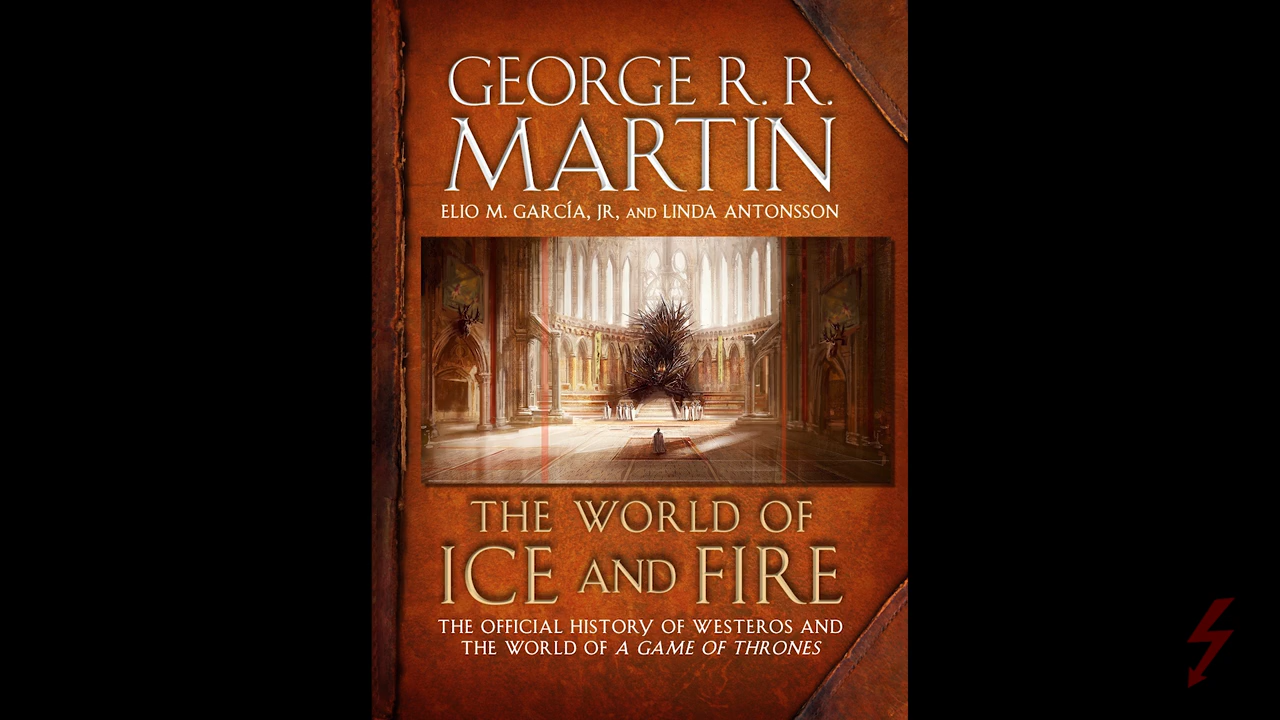 GEORGE R. R.
MARTIN
ELIO M. GARCÍA, JR, AND LINDA ANTONSSON
THE WORLD OF
ICE AND FIRE
THE OFFICIAL HISTORY OF WESTEROS AND
THE WORLD OF A GAME OF THRONES